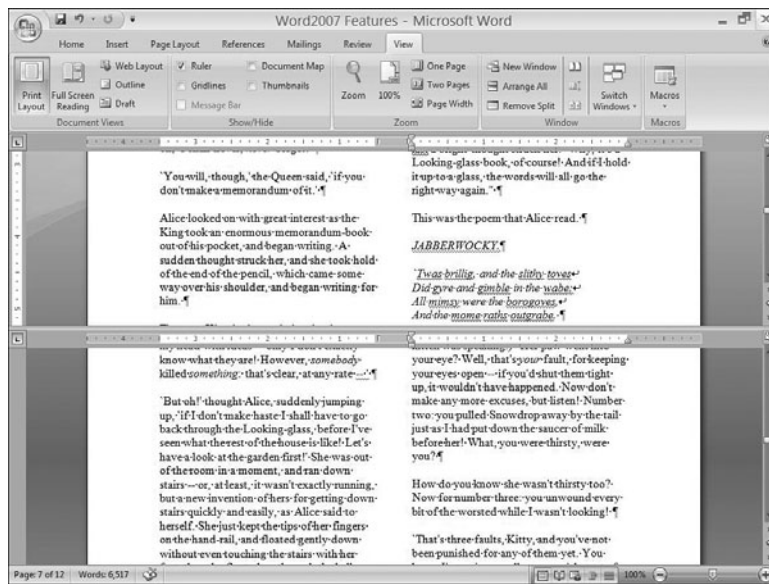 Word2007 Features - Microsoft Word
Home Insert Page Layout References Mailings Review View
Print Layout
Full Screen Reading
Web Layout
Outline
Draft
Document Views
Ruler
Gridlines
Message Bar
Document Map
Thumbnails
Show/Hide
Zoom
100%
One Page
Two Pages
Page Width
Zoom
New Window
Arrange All
Remove Split
Switch Windows
Window
Macros
Macros
`You·will,·though,'·the·Queen·said,·`if·you·
don't·make·a·memorandum·of·it.'·¶
Alice·looked·on·with·great·interest·as·the·
King·took·an·enormous·memorandum-book·
out·of·his·pocket,·and·began·writing.··A·
sudden·thought·struck·her,·and·she·took·hold·
of·the·end·of·the·pencil,·which·came·some·
way·over·his·shoulder,·and·began·writing·for·
him.·¶
Looking-glass·book,·of·course!·And·if·I·hold·
it·up·to·a·glass,·the·words·will·all·go·the·
right·way·again."·¶
This·was·the·poem·that·Alice·read.·¶
JABBERWOCKY.¶
`Twas·brillig,·and·the·slithy·toves↵
Did·gyre·and·gimble·in·the·wabe;↵
All·mimsy·were·the·borogoves,↵
And·the·mome·raths·outgrabe.·¶
know·what·they·are!·However,·somebody·
killed·something:·that's·clear,·at·any·rate·--'·¶
`But·oh!'·thought·Alice,·suddenly·jumping·
up,·`if·I·don't·make·haste·I·shall·have·to·go·
back·through·the·Looking-glass,·before·I've·
seen·what·the·rest·of·the·house·is·like!·Let's·
have·a·look·at·the·garden·first!'·She·was·out·
of·the·room·in·a·moment,·and·ran·down·
stairs·--·or,·at·least,·it·wasn't·exactly·running,·
but·a·new·invention·of·hers·for·getting·down·
stairs·quickly·and·easily,·as·Alice·said·to·
herself.·She·just·kept·the·tips·of·her·fingers·
on·the·hand-rail,·and·floated·gently·down·
without·even·touching·the·stairs·with·her·
your·eye?·Well,·that's·your·fault,·for·keeping·
your·eyes·open·--·if·you'd·shut·them·tight·
up,·it·wouldn't·have·happened.·Now·don't·
make·any·more·excuses,·but·listen!·Number·
two:·you·pulled·Snowdrop·away·by·the·tail·
just·as·I·had·put·down·the·saucer·of·milk·
before·her!·What,·you·were·thirsty,·were·
you?·¶
How·do·you·know·she·wasn't·thirsty·too?·
Now·for·number·three:·you·unwound·every·
bit·of·the·worsted·while·I·wasn't·looking!·¶
`That's·three·faults,·Kitty,·and·you've·not·
been·punished·for·any·of·them·yet.··You·
Page: 7 of 12 Words: 6,517 100%